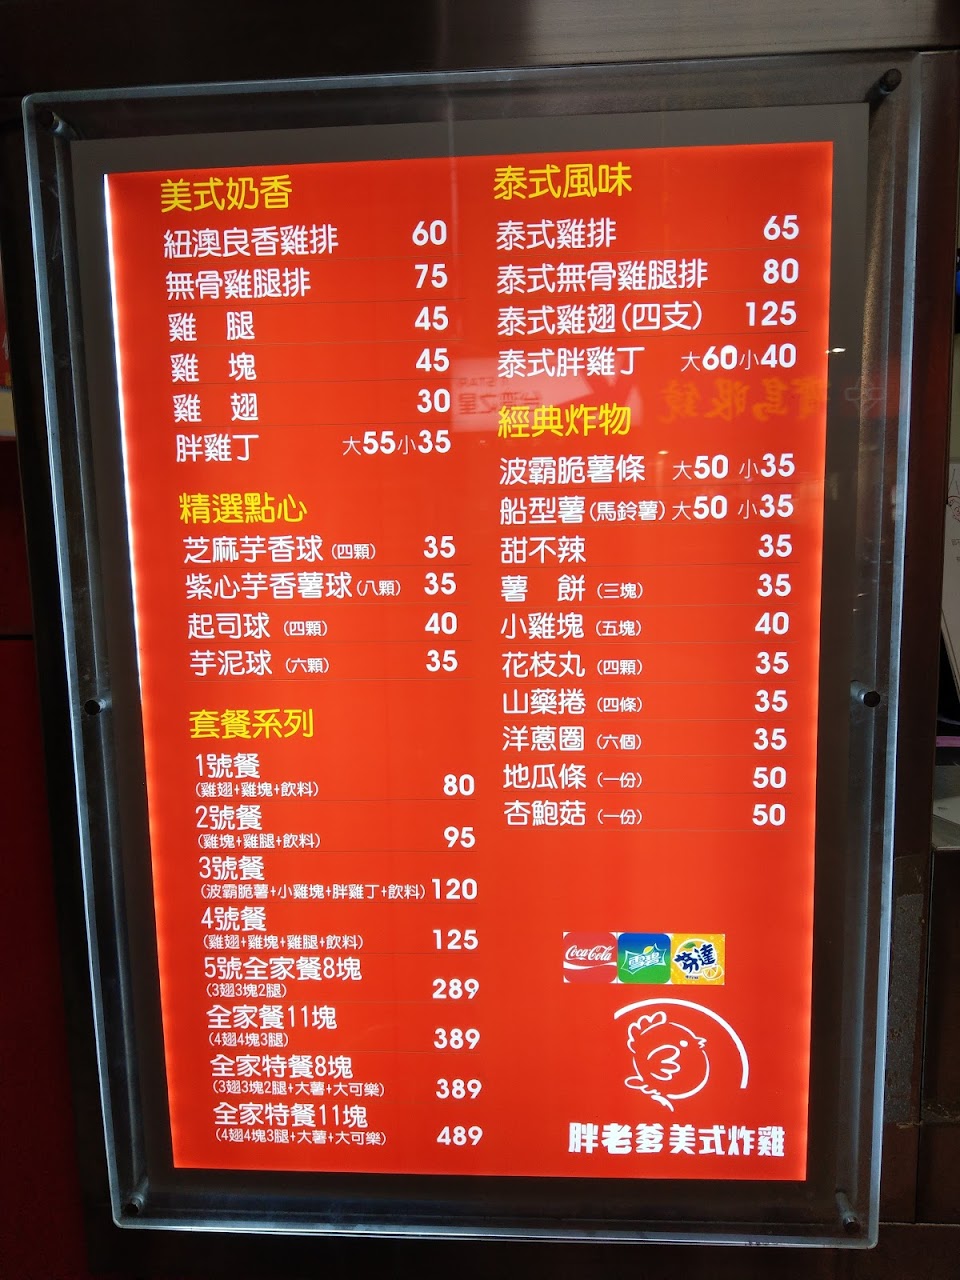 美式奶香
紐澳良香雞排 60
無骨雞腿排 75
雞 腿 45
雞 塊 45
雞 翅 30
胖雞丁 大55小35
精選點心
芝麻芋香球(四顆) 35
紫心芋香薯球(八顆) 35
起司球 (四顆) 40
芋泥球 (六顆) 35
套餐系列
1號餐
(雞翅+雞塊+飲料) 80
2號餐
(雞塊+雞腿+飲料) 95
3號餐
(波霸脆薯+小雞塊+胖雞丁+飲料) 120
4號餐
(雞翅+雞塊+雞腿+飲料) 125
5號全家餐8塊
(3翅3塊2腿) 289
全家餐11塊
(4翅4塊3腿) 389
全家特餐8塊
(3翅3塊2腿+大薯+大可樂) 389
全家特餐11塊
(4翅4塊3腿+大薯+大可樂) 489
泰式風味
泰式雞排 65
泰式無骨雞腿排 80
泰式雞翅(四支) 125
泰式胖雞丁 大60小40
經典炸物
波霸脆薯條 大50 小35
船型薯(馬鈴薯) 大50 小35
甜不辣 35
薯 餅 (三塊) 35
小雞塊 (五塊) 40
花枝丸 (四顆) 35
山藥捲 (四條) 35
洋蔥圈 (六個) 35
地瓜條 (一份) 50
杏鮑菇 (一份) 50
Coca-Cola 雪碧 芬達
胖老爹美式炸雞
寶島眼鏡
台灣之星